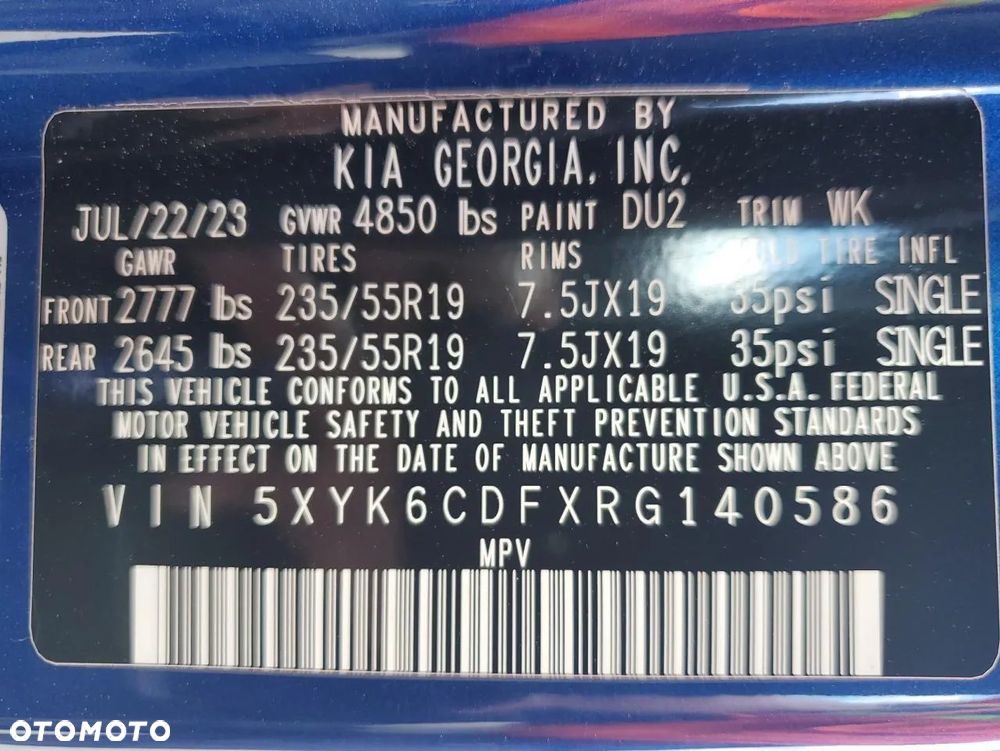 MANUFACTURED BY
KIA GEORGIA, INC.
JUL/22/23 GVWR 4850 lbs PAINT DU2 TRIM WK
GAWR TIRES RIMS COLD TIRE INFL
FRONT 2777 lbs 235/55R19 7.5JX19 35psi SINGLE
REAR 2645 lbs 235/55R19 7.5JX19 35psi SINGLE
THIS VEHICLE CONFORMS TO ALL APPLICABLE U.S.A. FEDERAL
MOTOR VEHICLE SAFETY AND THEFT PREVENTION STANDARDS
IN EFFECT ON THE DATE OF MANUFACTURE SHOWN ABOVE
VIN 5XYK6CDFXRG140586
MPV
OTOMOTO